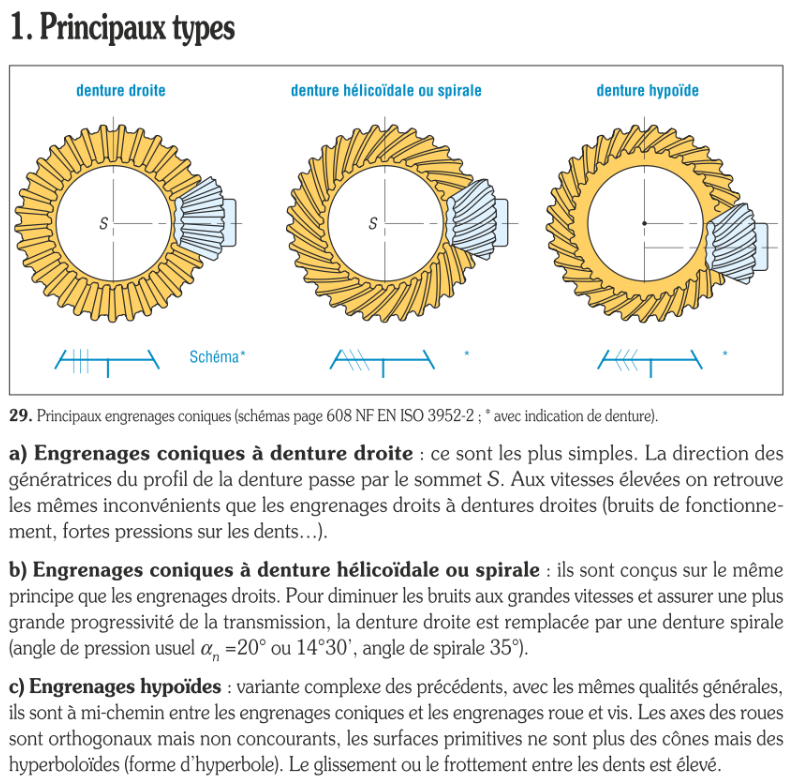 1. Principaux types
denture droite
denture hélicoïdale ou spirale
denture hypoïde
S
S
Schéma*
*
*
29. Principaux engrenages coniques (schémas page 608 NF EN ISO 3952-2 ; * avec indication de denture).
a) Engrenages coniques à denture droite : ce sont les plus simples. La direction des
génératrices du profil de la denture passe par le sommet S. Aux vitesses élevées on retrouve
les mêmes inconvénients que les engrenages droits à dentures droites (bruits de fonctionne-
ment, fortes pressions sur les dents…).
b) Engrenages coniques à denture hélicoïdale ou spirale : ils sont conçus sur le même
principe que les engrenages droits. Pour diminuer les bruits aux grandes vitesses et assurer une plus
grande progressivité de la transmission, la denture droite est remplacée par une denture spirale
(angle de pression usuel αn =20° ou 14°30’, angle de spirale 35°).
c) Engrenages hypoïdes : variante complexe des précédents, avec les mêmes qualités générales,
ils sont à mi-chemin entre les engrenages coniques et les engrenages roue et vis. Les axes des roues
sont orthogonaux mais non concourants, les surfaces primitives ne sont plus des cônes mais des
hyperboloïdes (forme d’hyperbole). Le glissement ou le frottement entre les dents est élevé.